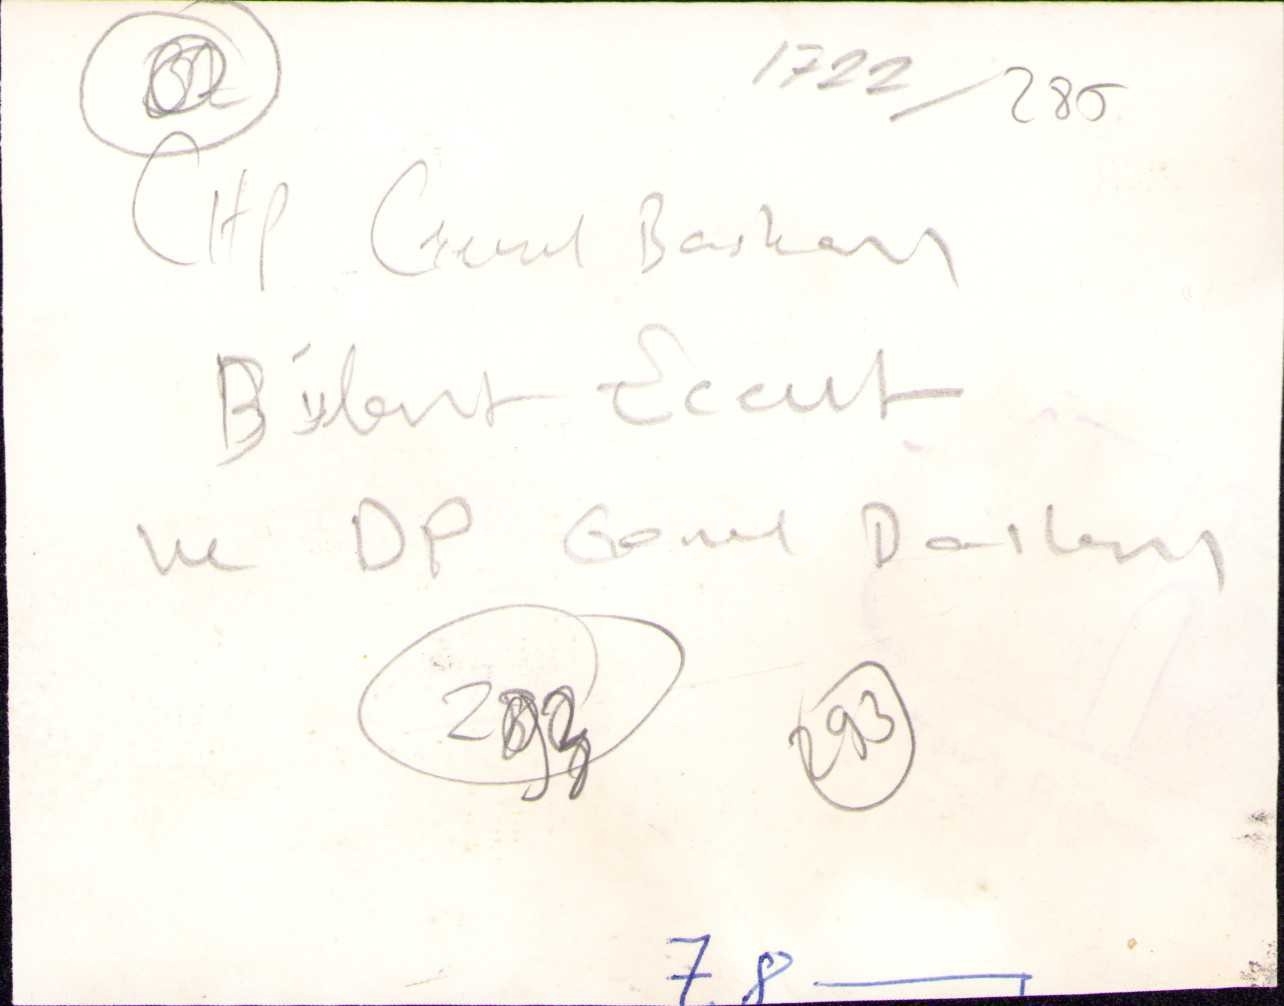 1722/285
CHP Genel Başkanı
Bülent Ecevit
ve DP Genel Başkanı
293
7 8